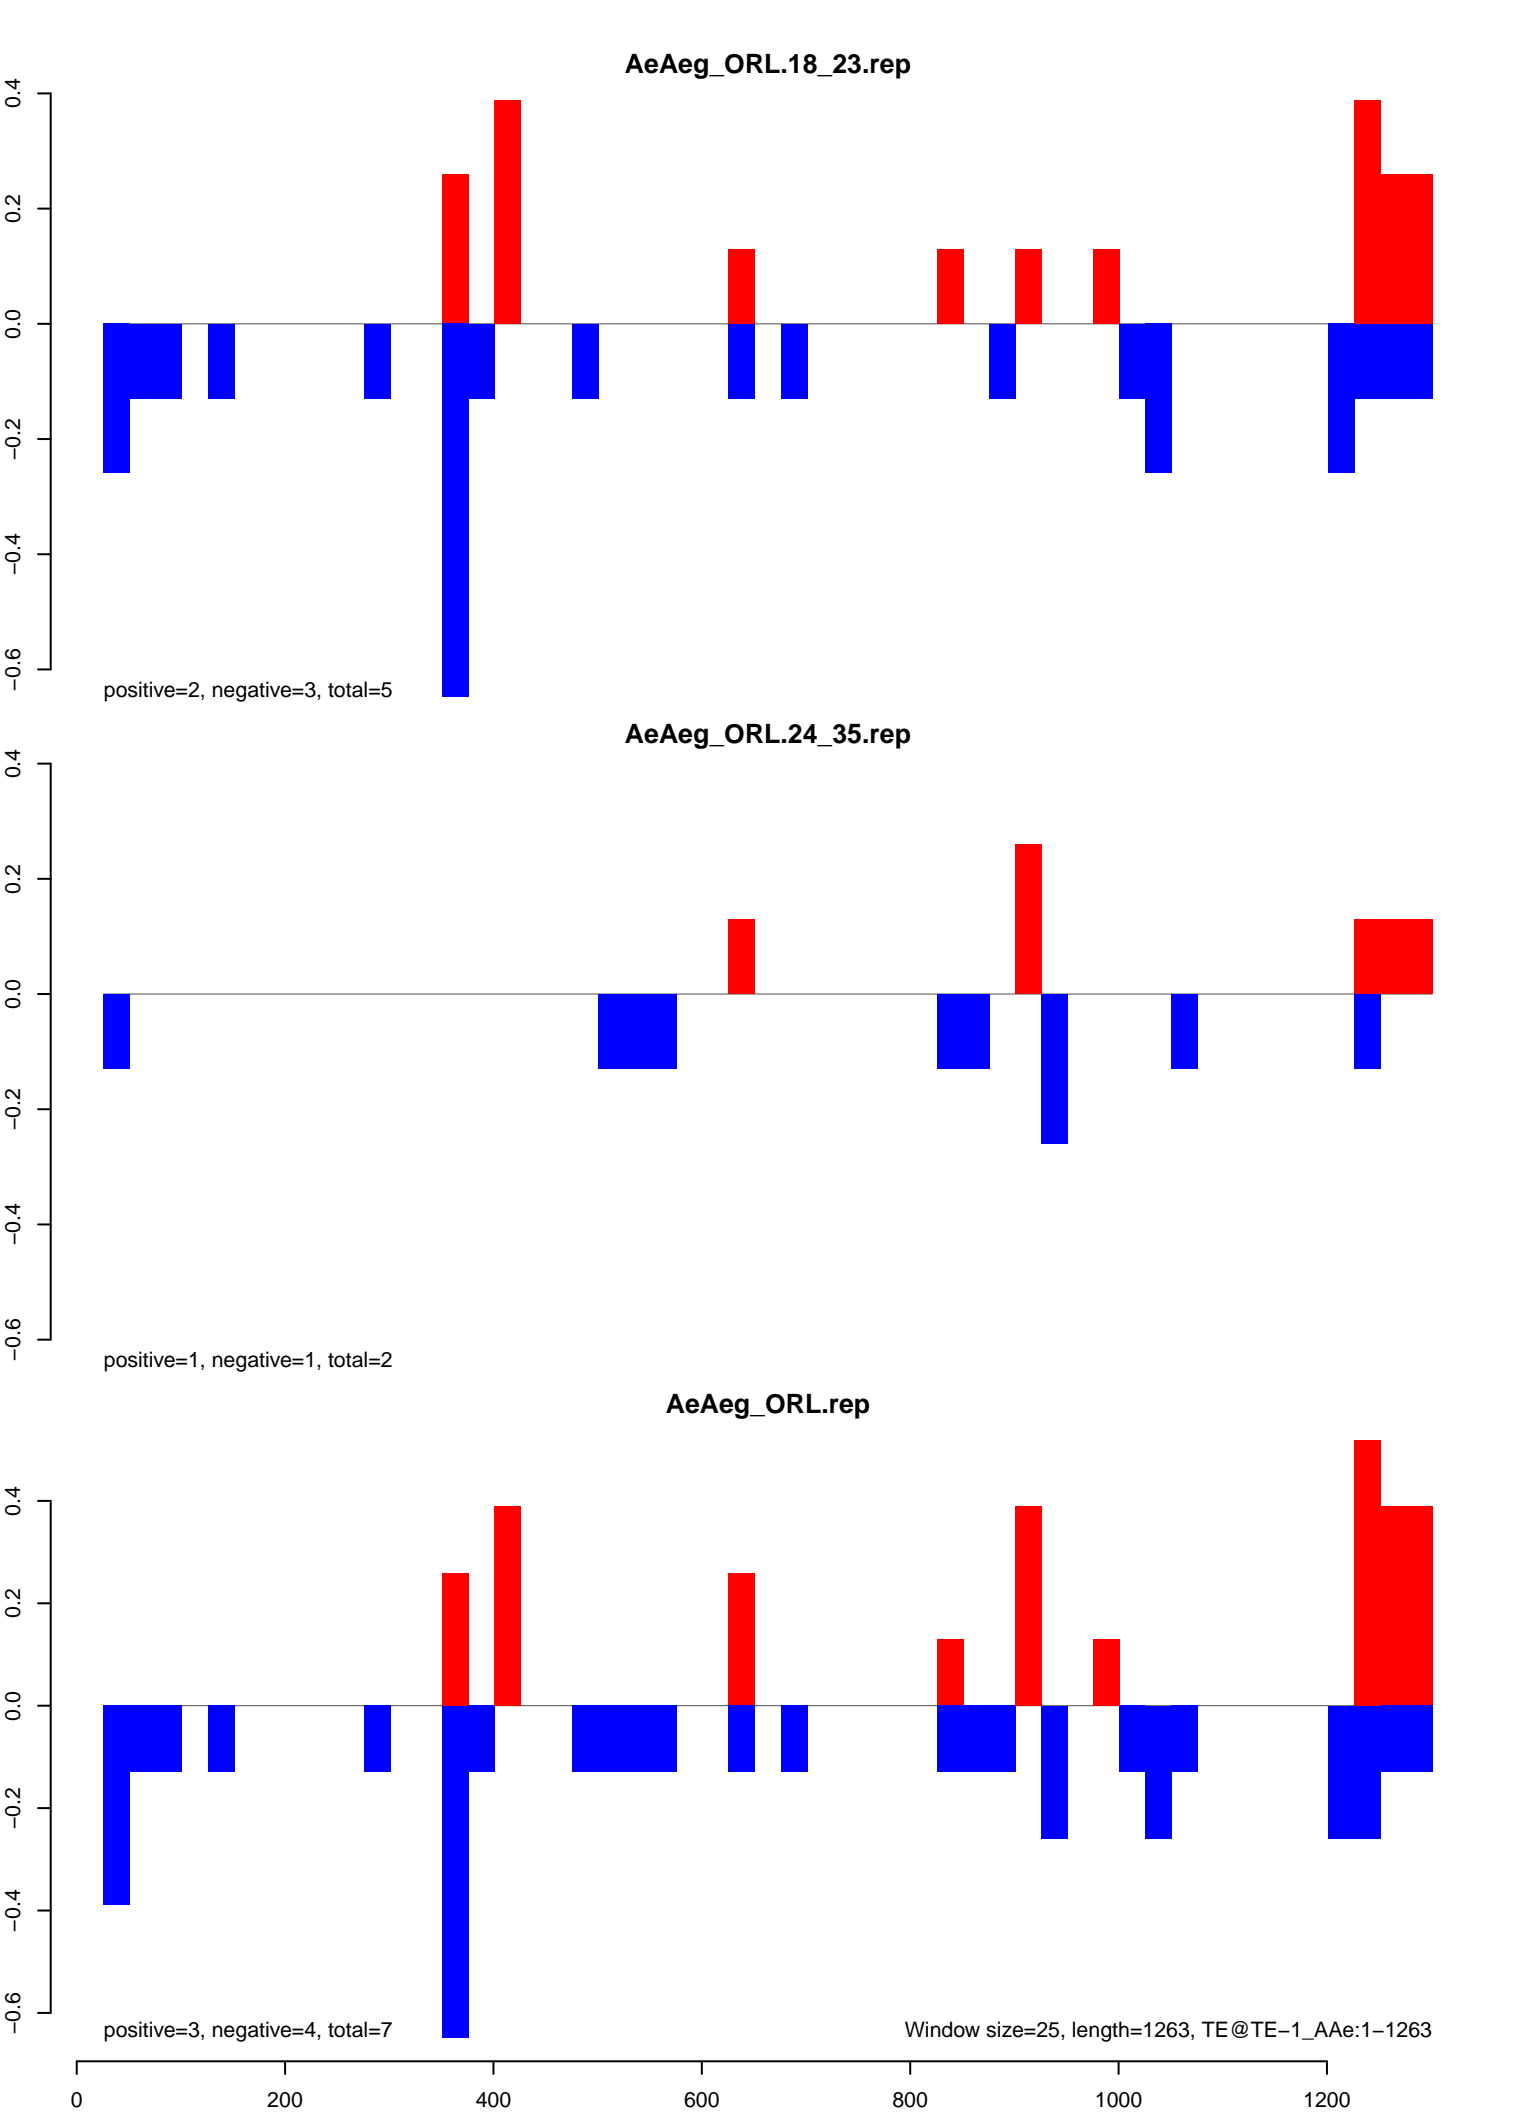 AeAeg_ORL.18_23.rep
0.4
0.2
0.0
−0.2
−0.4
−0.6
positive=2, negative=3, total=5
AeAeg_ORL.24_35.rep
0.4
0.2
0.0
−0.2
−0.4
−0.6
positive=1, negative=1, total=2
AeAeg_ORL.rep
0.4
0.2
0.0
−0.2
−0.4
−0.6
positive=3, negative=4, total=7
Window size=25, length=1263, TE@TE−1_AAe:1−1263
0 200 400 600 800 1000 1200